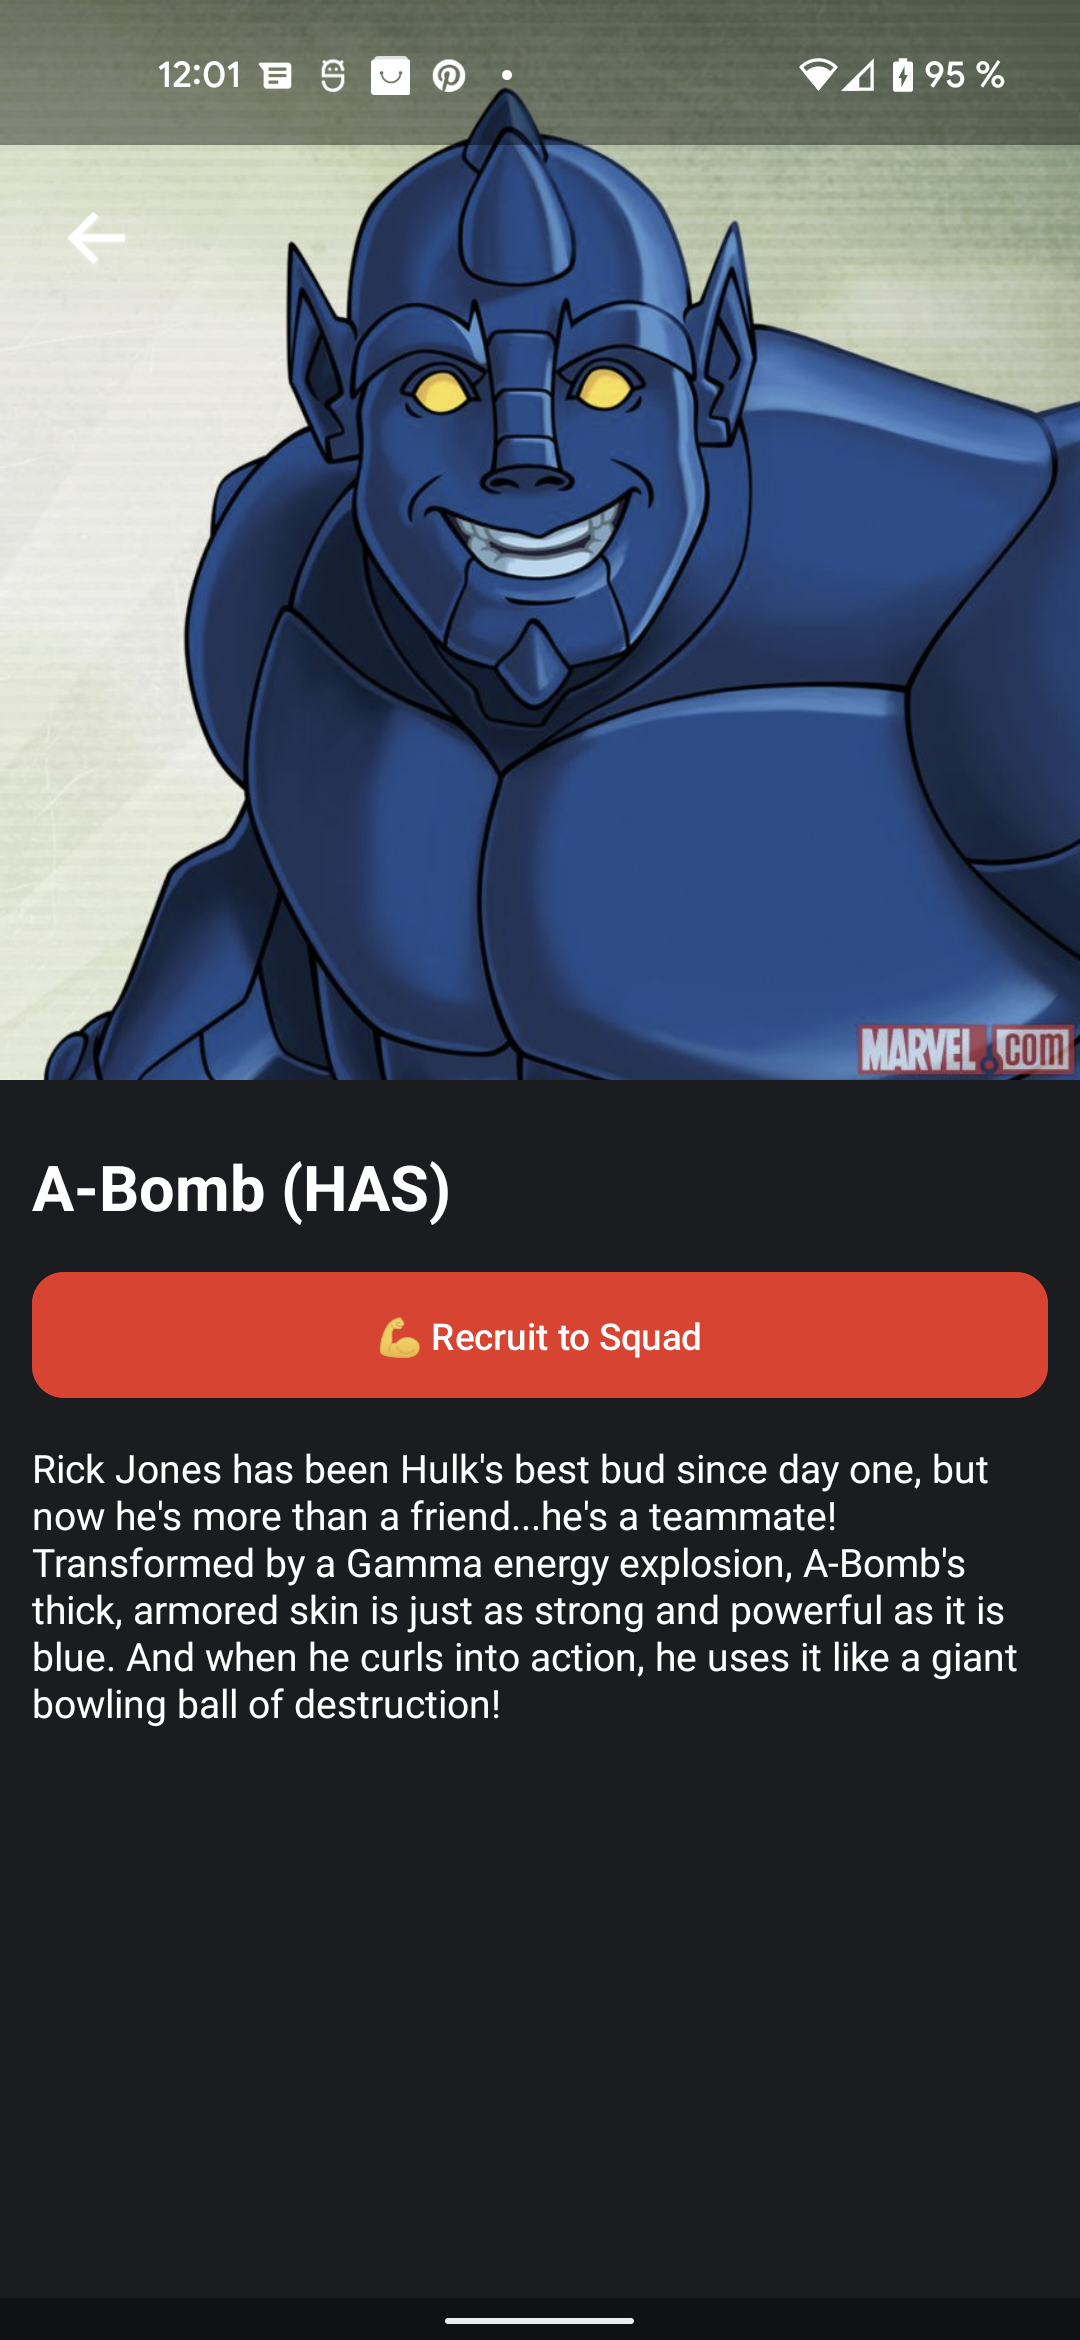 12:01
95 %
MARVEL.com
A-Bomb (HAS)
💪 Recruit to Squad
Rick Jones has been Hulk's best bud since day one, but
now he's more than a friend...he's a teammate!
Transformed by a Gamma energy explosion, A-Bomb's
thick, armored skin is just as strong and powerful as it is
blue. And when he curls into action, he uses it like a giant
bowling ball of destruction!